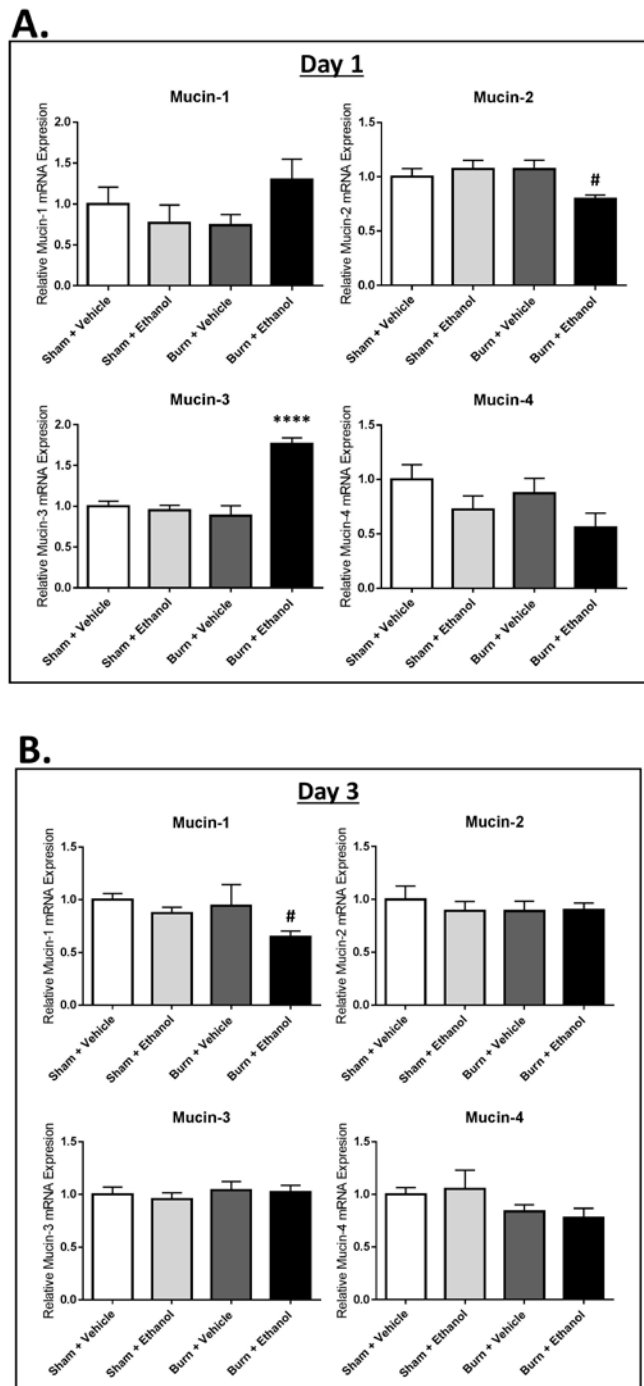 A.
Day 1
Mucin-1
Relative Mucin-1 mRNA Expresion
2.0
1.5
1.0
0.5
0.0
Sham + Vehicle
Sham + Ethanol
Burn + Vehicle
Burn + Ethanol
Mucin-2
Relative Mucin-2 mRNA Expresion
1.5
1.0
0.5
0.0
#
Sham + Vehicle
Sham + Ethanol
Burn + Vehicle
Burn + Ethanol
Mucin-3
Relative Mucin-3 mRNA Expresion
2.0
1.5
1.0
0.5
0.0
****
Sham + Vehicle
Sham + Ethanol
Burn + Vehicle
Burn + Ethanol
Mucin-4
Relative Mucin-4 mRNA Expresion
1.5
1.0
0.5
0.0
Sham + Vehicle
Sham + Ethanol
Burn + Vehicle
Burn + Ethanol
B.
Day 3
Mucin-1
Relative Mucin-1 mRNA Expresion
1.5
1.0
0.5
0.0
#
Sham + Vehicle
Sham + Ethanol
Burn + Vehicle
Burn + Ethanol
Mucin-2
Relative Mucin-2 mRNA Expresion
1.5
1.0
0.5
0.0
Sham + Vehicle
Sham + Ethanol
Burn + Vehicle
Burn + Ethanol
Mucin-3
Relative Mucin-3 mRNA Expresion
1.5
1.0
0.5
0.0
Sham + Vehicle
Sham + Ethanol
Burn + Vehicle
Burn + Ethanol
Mucin-4
Relative Mucin-4 mRNA Expresion
1.5
1.0
0.5
0.0
Sham + Vehicle
Sham + Ethanol
Burn + Vehicle
Burn + Ethanol